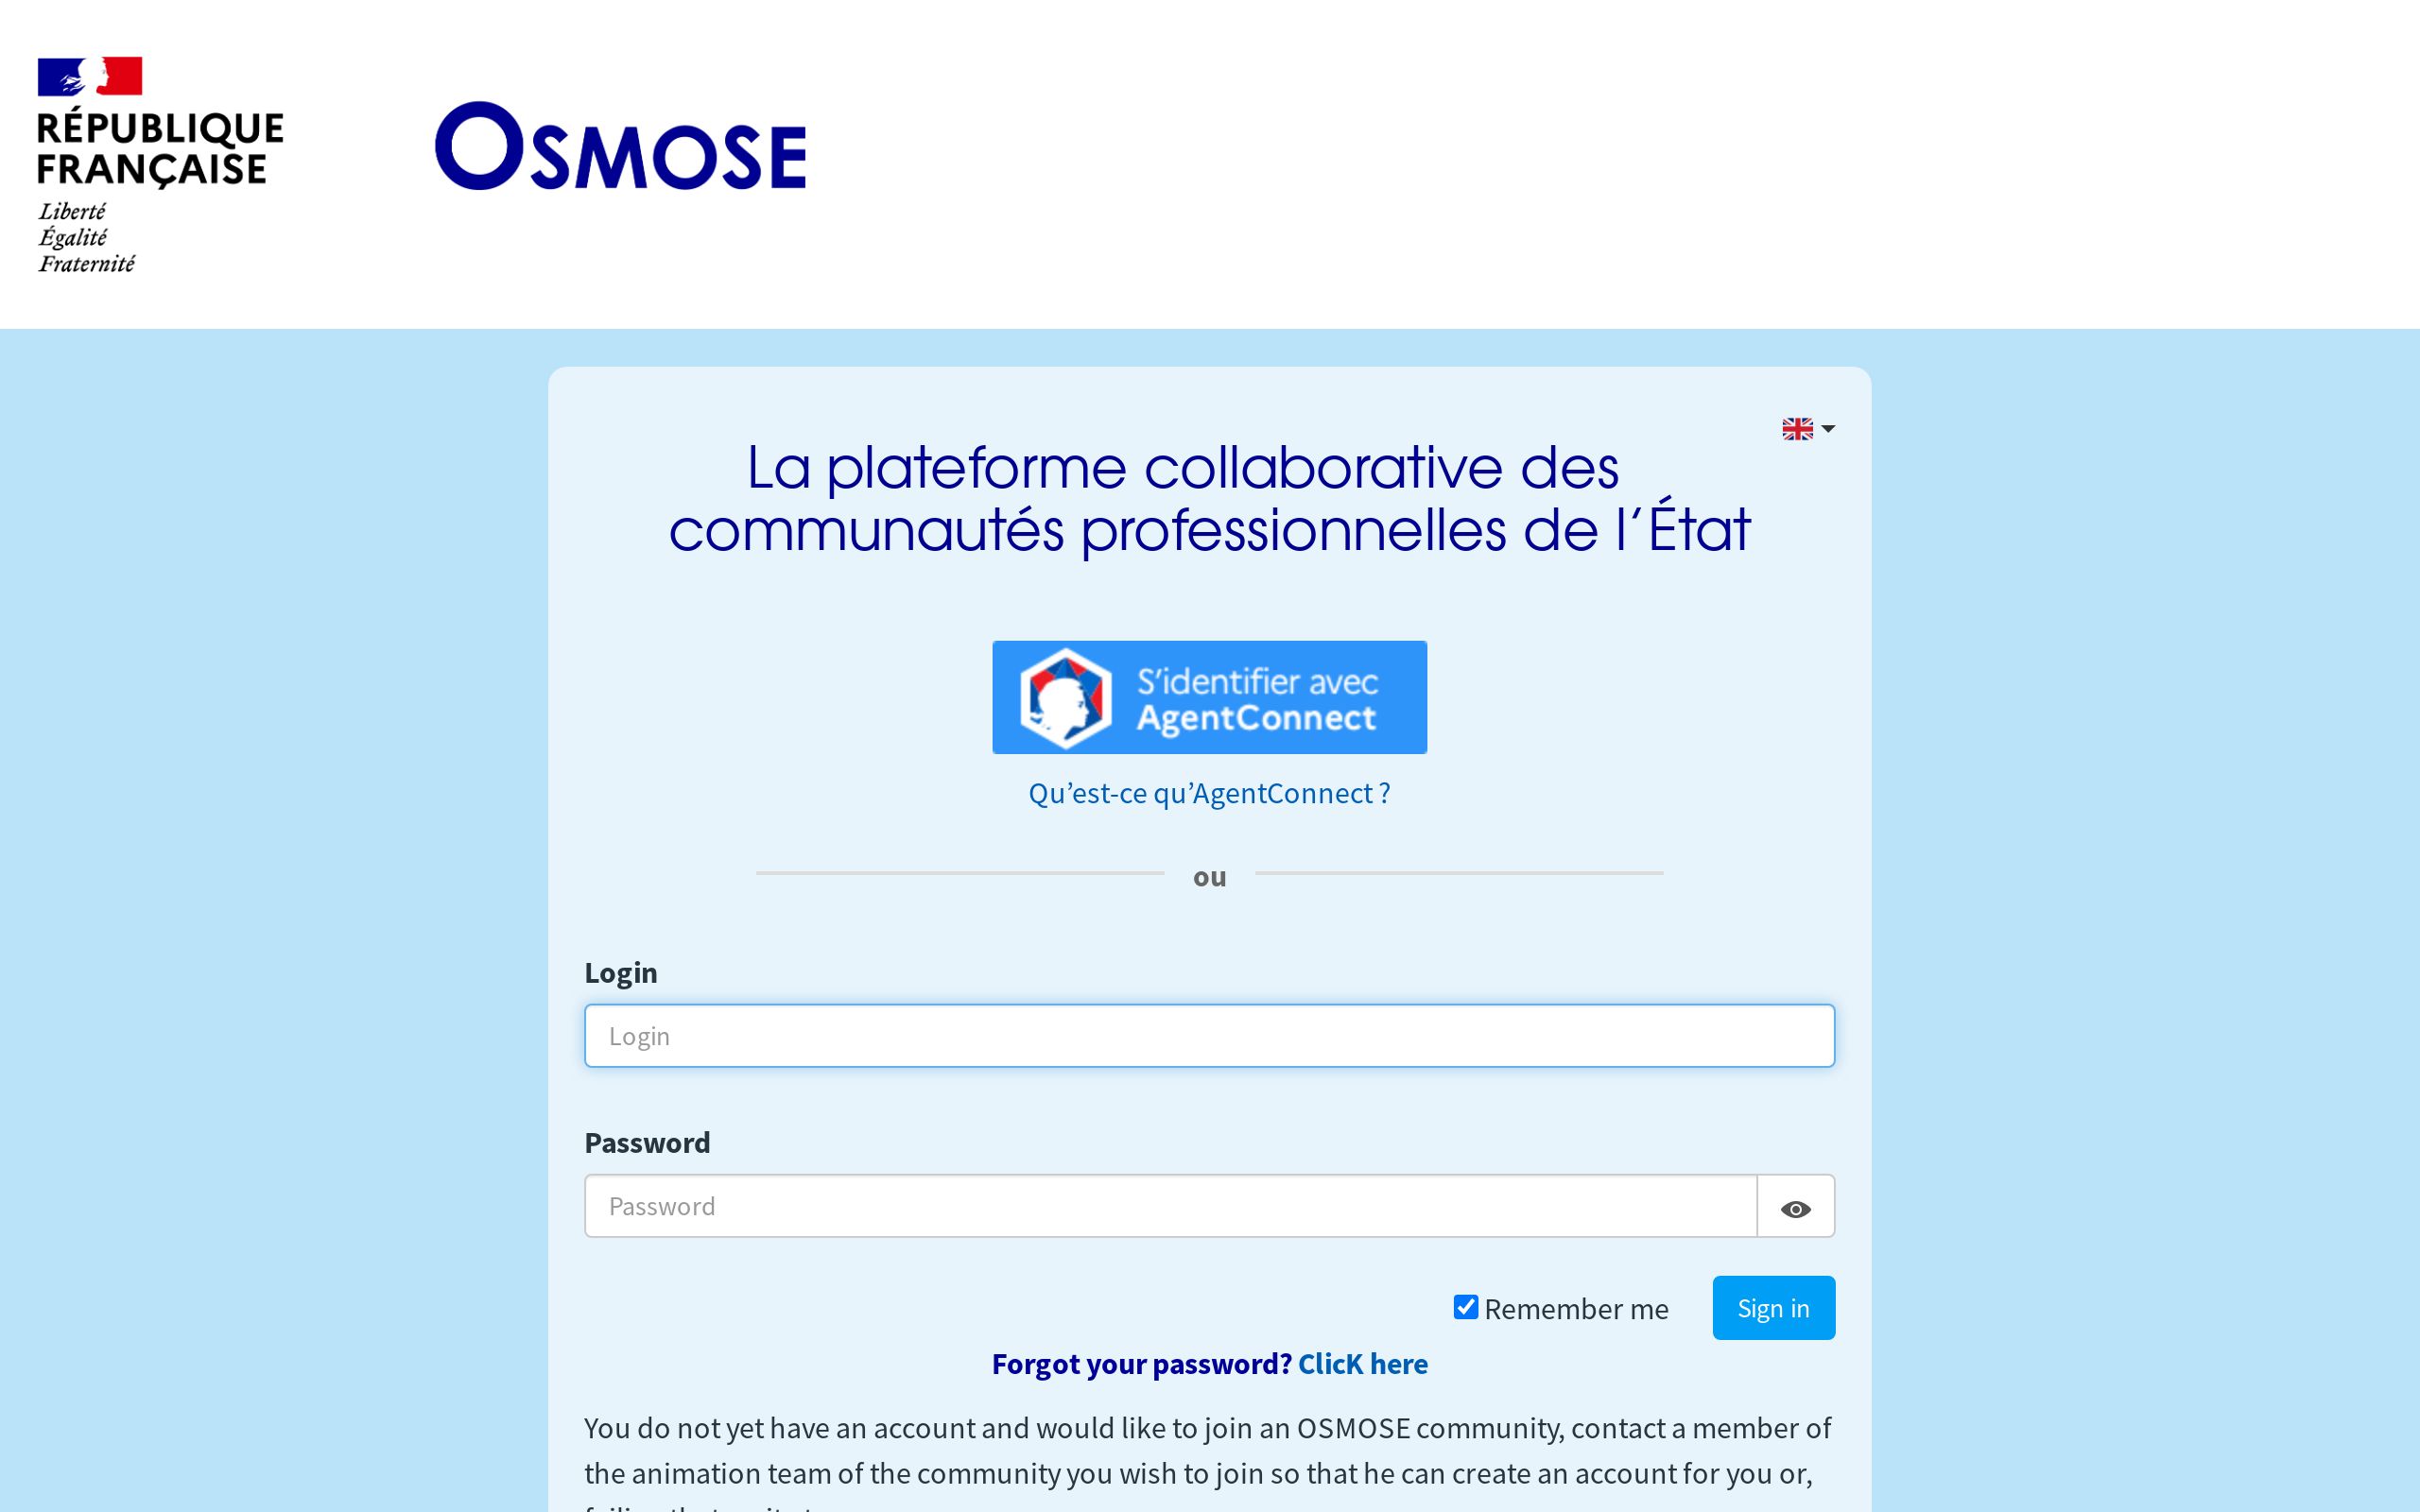 RÉPUBLIQUE
FRANÇAISE
Liberté
Égalité
Fraternité
OSMOSE
La plateforme collaborative des
communautés professionnelles de l’État
S’identifier avec
AgentConnect
Qu’est-ce qu’AgentConnect ?
ou
Login
Login
Password
Password
Remember me
Sign in
Forgot your password? ClicK here
You do not yet have an account and would like to join an OSMOSE community, contact a member of
the animation team of the community you wish to join so that he can create an account for you or,